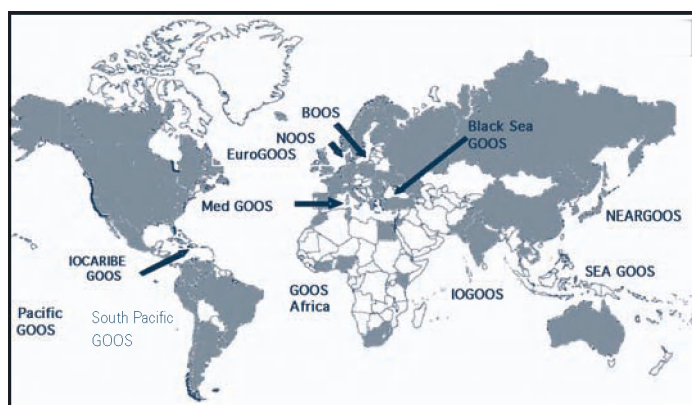 BOOS
NOOS
Black Sea
GOOS
EuroGOOS
Med GOOS
NEARGOOS
IOCARIBE
GOOS
SEA GOOS
GOOS
Africa
IOGOOS
Pacific
GOOS
South Pacific
GOOS